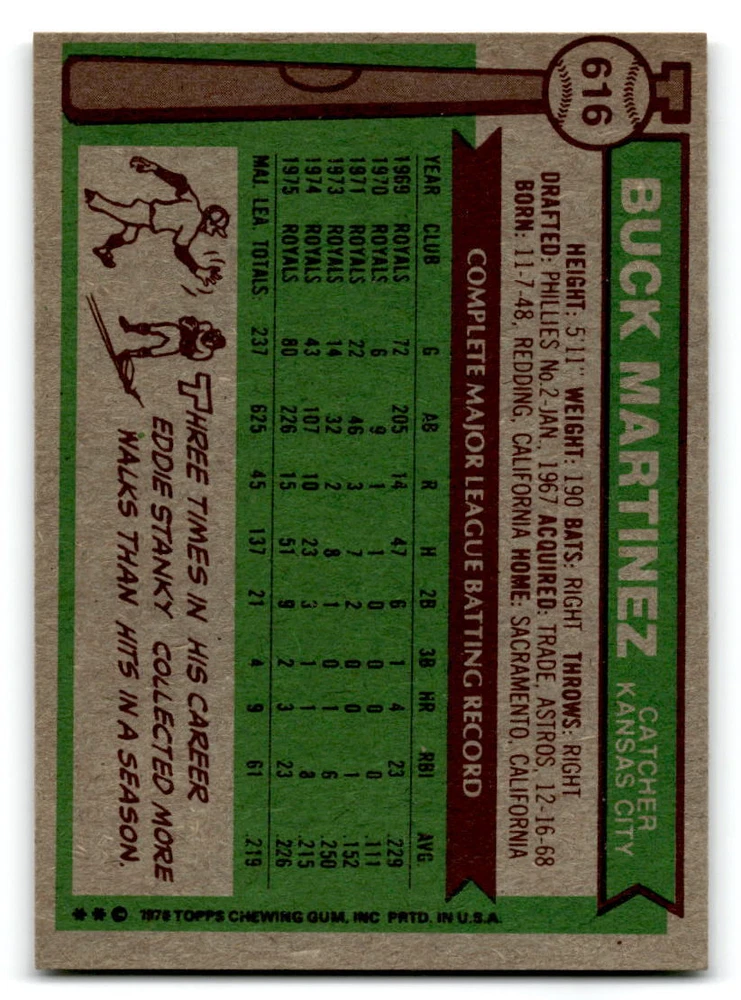 616
BUCK MARTINEZ
CATCHER
KANSAS CITY
HEIGHT: 5'11" WEIGHT: 190 BATS: RIGHT THROWS: RIGHT
DRAFTED: PHILLIES No.2-JAN., 1967 ACQUIRED: TRADE, ASTROS, 12-16-68
BORN: 11-7-48, REDDING, CALIFORNIA HOME: SACRAMENTO, CALIFORNIA
COMPLETE MAJOR LEAGUE BATTING RECORD
YEAR CLUB G AB R H 2B 3B HR RBI AVG.
1969 ROYALS 72 205 14 47 6 1 4 23 .229
1970 ROYALS 6 9 1 1 0 0 0 0 .111
1971 ROYALS 22 46 3 7 2 0 0 1 .152
1973 ROYALS 14 32 2 8 1 0 1 6 .250
1974 ROYALS 43 107 10 23 3 1 1 8 .215
1975 ROYALS 80 226 15 51 9 2 3 23 .226
MAJ. LEA. TOTALS 237 625 45 137 21 4 9 61 .219
THREE TIMES IN HIS CAREER
EDDIE STANKY COLLECTED MORE
WALKS THAN HITS IN A SEASON.
**© 1976 TOPPS CHEWING GUM, INC PRTD. IN U.S.A.